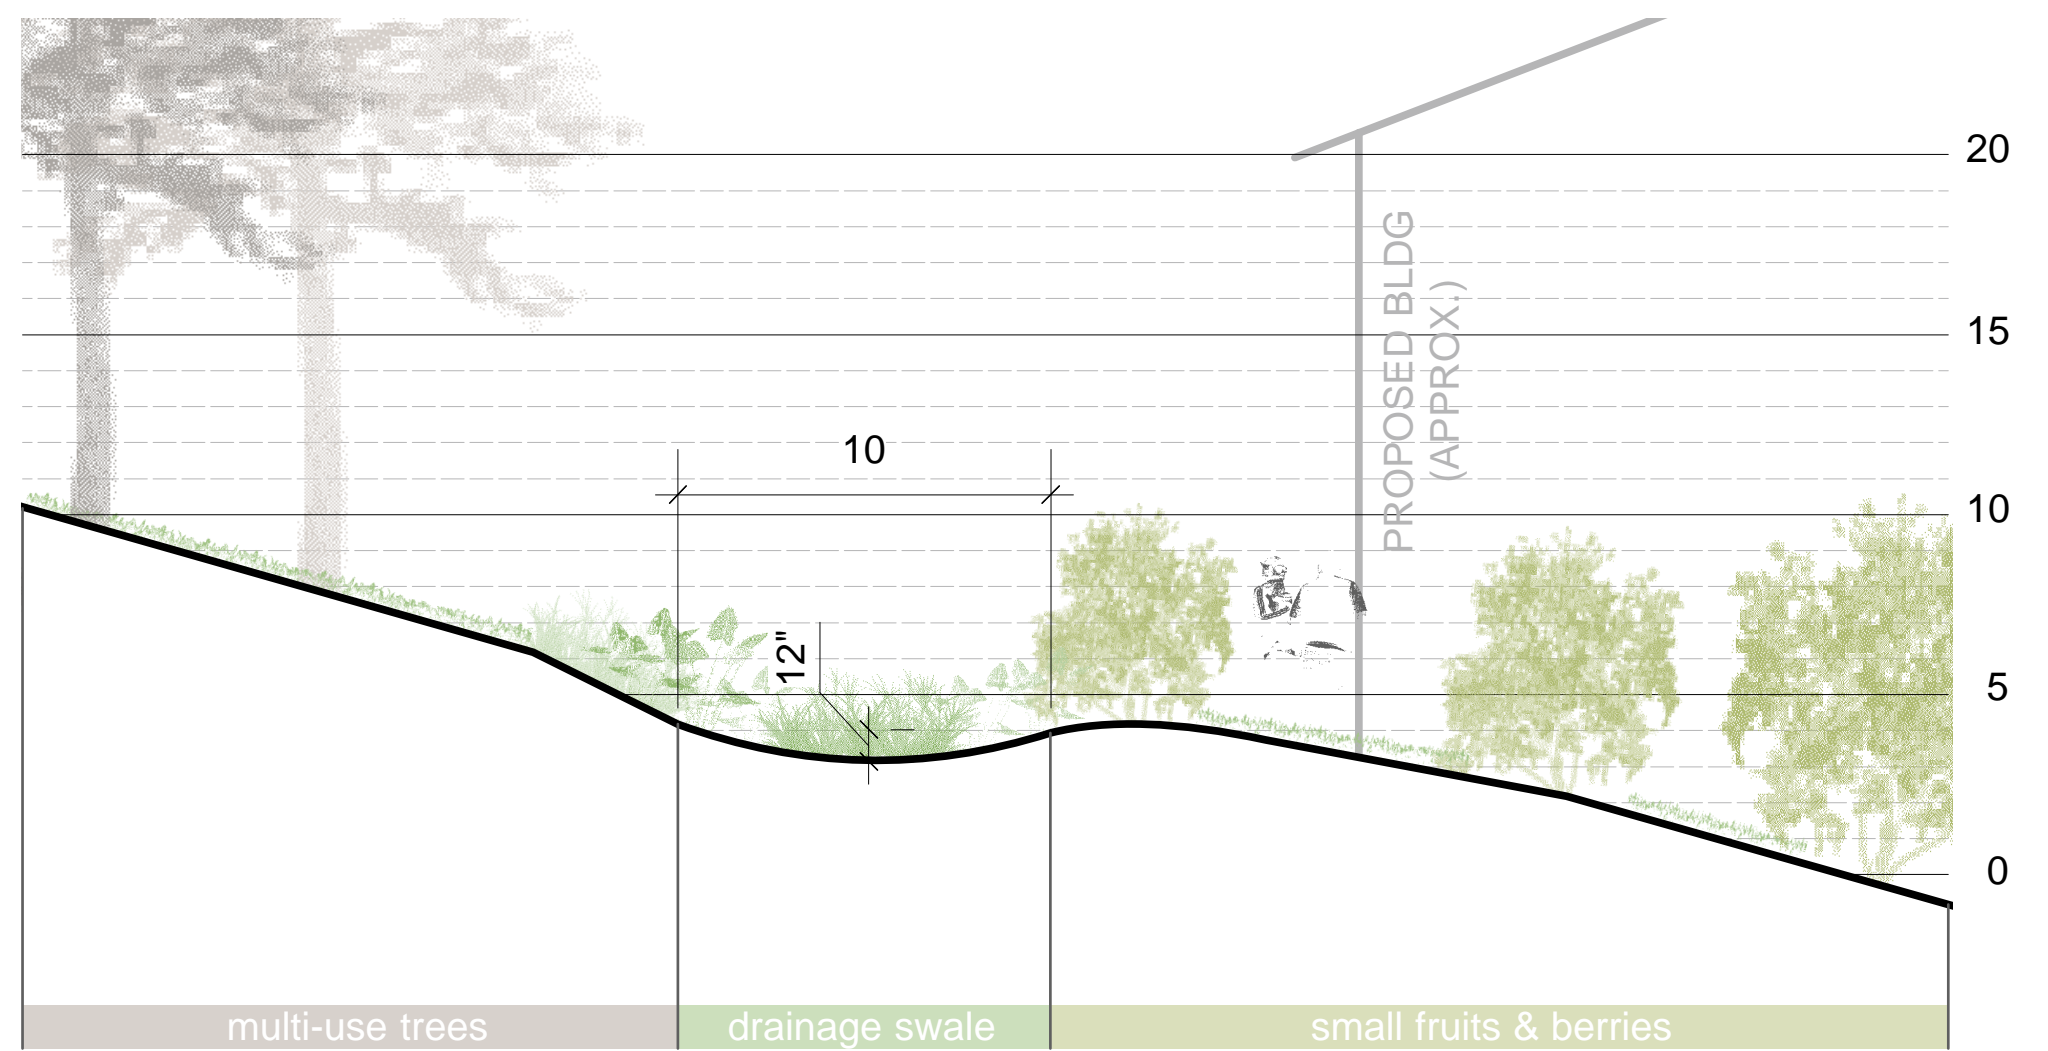 20
15
10
5
0
10
12"
PROPOSED BLDG
(APPROX.)
multi-use trees
drainage swale
small fruits & berries